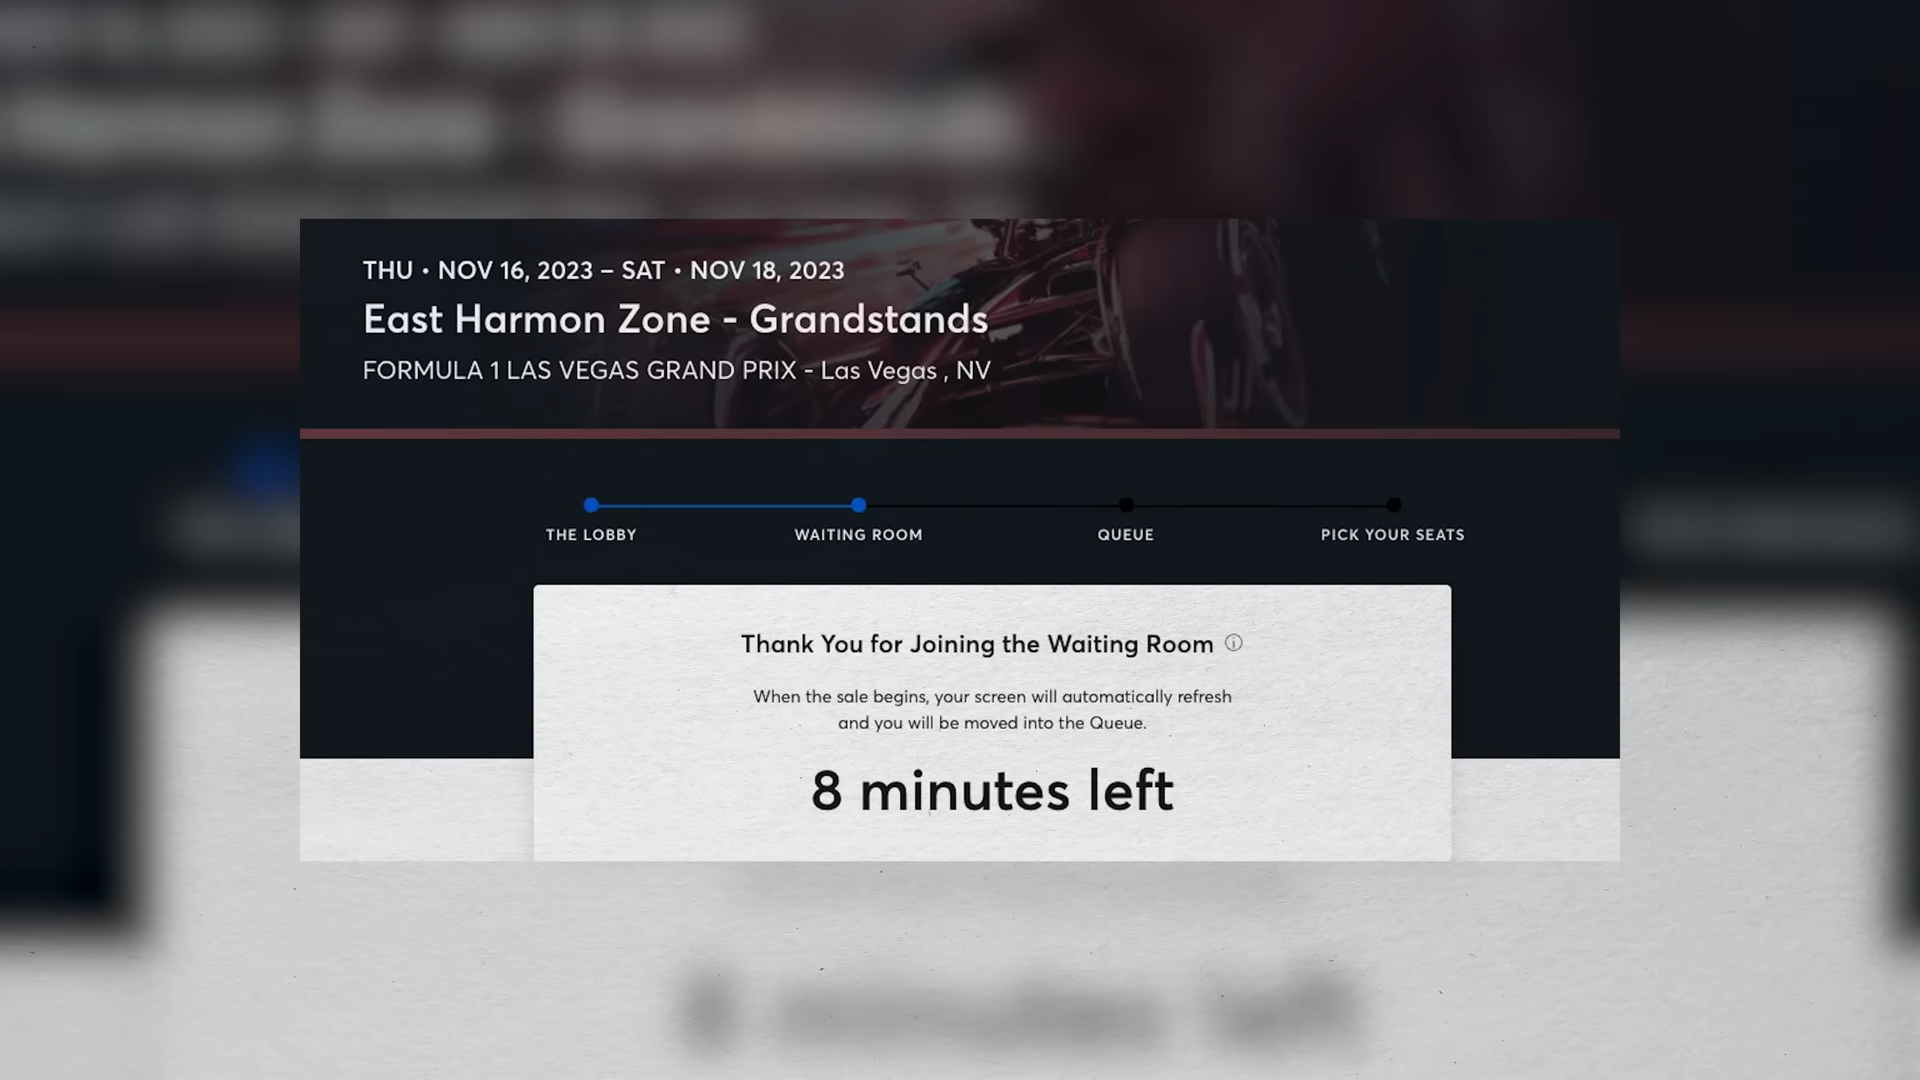 THU • NOV 16, 2023 – SAT • NOV 18, 2023
East Harmon Zone - Grandstands
FORMULA 1 LAS VEGAS GRAND PRIX - Las Vegas , NV
THE LOBBY
WAITING ROOM
QUEUE
PICK YOUR SEATS
Thank You for Joining the Waiting Room
When the sale begins, your screen will automatically refresh
and you will be moved into the Queue.
8 minutes left